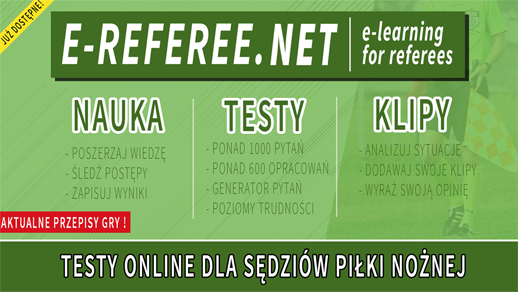 JUŻ DOSTĘPNE!
E-REFEREE.NET
e-learning
for referees
NAUKA
- POSZERZAJ WIEDZĘ
- ŚLEDŹ POSTĘPY
- ZAPISUJ WYNIKI
TESTY
- PONAD 1000 PYTAŃ
- PONAD 600 OPRACOWAŃ
- GENERATOR PYTAŃ
- POZIOMY TRUDNOŚCI
KLIPY
- ANALIZUJ SYTUACJE
- DODAWAJ SWOJE KLIPY
- WYRAŹ SWOJĄ OPINIĘ
AKTUALNE PRZEPISY GRY !
TESTY ONLINE DLA SĘDZIÓW PIŁKI NOŻNEJ